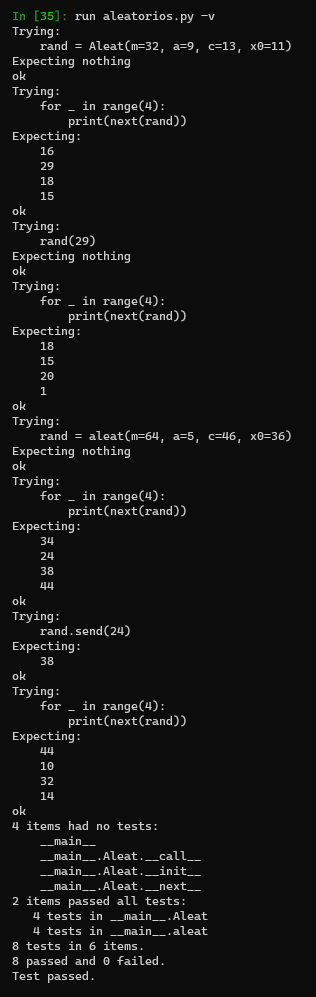 In [35]: run aleatorios.py -v
Trying:
    rand = Aleat(m=32, a=9, c=13, x0=11)
Expecting nothing
ok
Trying:
    for _ in range(4):
        print(next(rand))
Expecting:
    16
    29
    18
    15
ok
Trying:
    rand(29)
Expecting nothing
ok
Trying:
    for _ in range(4):
        print(next(rand))
Expecting:
    18
    15
    20
    1
ok
Trying:
    rand = aleat(m=64, a=5, c=46, x0=36)
Expecting nothing
ok
Trying:
    for _ in range(4):
        print(next(rand))
Expecting:
    34
    24
    38
    44
ok
Trying:
    rand.send(24)
Expecting:
    38
ok
Trying:
    for _ in range(4):
        print(next(rand))
Expecting:
    44
    10
    32
    14
ok
4 items had no tests:
    __main__
    __main__.Aleat.__call__
    __main__.Aleat.__init__
    __main__.Aleat.__next__
2 items passed all tests:
   4 tests in __main__.Aleat
   4 tests in __main__.aleat
8 tests in 6 items.
8 passed and 0 failed.
Test passed.